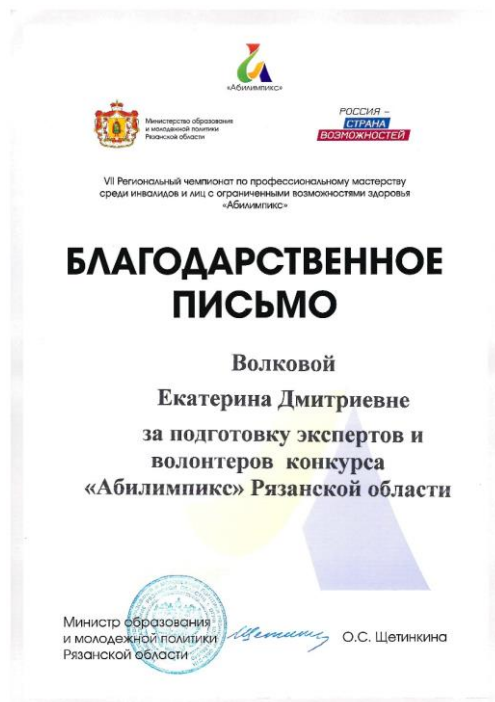 «Абилимпикс»
Министерство образования
и молодежной политики
Рязанской области
РОССИЯ –
СТРАНА
ВОЗМОЖНОСТЕЙ
VII Региональный чемпионат по профессиональному мастерству
среди инвалидов и лиц с ограниченными возможностями здоровья
«Абилимпикс»
БЛАГОДАРСТВЕННОЕ
ПИСЬМО
Волковой
Екатерина Дмитриевне
за подготовку экспертов и
волонтеров конкурса
«Абилимпикс» Рязанской области
Министр образования
и молодежной политики
Рязанской области
О.С. Щетинкина